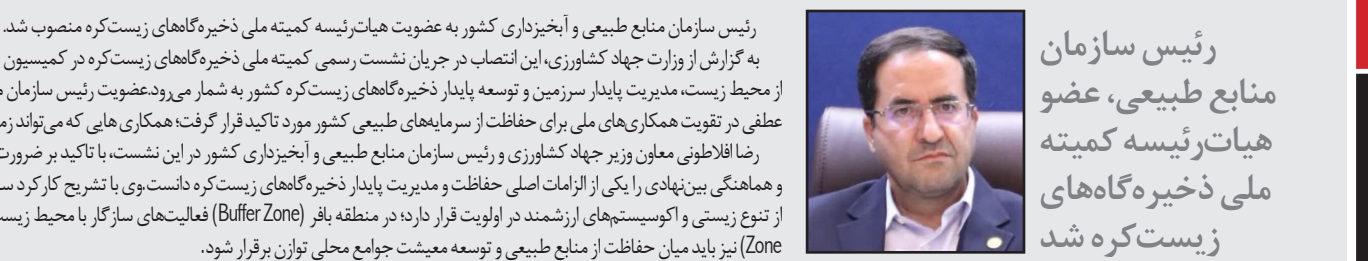 رئیس سازمان
منابع طبیعی، عضو
هیات‌رئیسه کمیته
ملی ذخیره‌گاه‌های
زیست‌کره شد
رئیس سازمان منابع طبیعی و آبخیزداری کشور به عضویت هیات‌رئیسه کمیته ملی ذخیره‌گاه‌های زیست‌کره منصوب شد.
به گزارش از وزارت جهاد کشاورزی، این انتصاب در جریان نشست رسمی کمیته ملی ذخیره‌گاه‌های زیست‌کره در کمیسیون
از محیط زیست، مدیریت پایدار سرزمین و توسعه پایدار ذخیره‌گاه‌های زیست‌کره کشور به شمار می‌رود.عضویت رئیس سازمان
عطفی در تقویت همکاری‌های ملی برای حفاظت از سرمایه‌های طبیعی کشور مورد تاکید قرار گرفت؛ همکاری هایی که می‌تواند
رضا افلاطونی معاون وزیر جهاد کشاورزی و رئیس سازمان منابع طبیعی و آبخیزداری کشور در این نشست، با تاکید بر ضرورت
و هماهنگی بین‌نهادی را یکی از الزامات اصلی حفاظت و مدیریت پایدار ذخیره‌گاه‌های زیست‌کره دانست.وی با تشریح کارکرد
از تنوع زیستی و اکوسیستم‌های ارزشمند در اولویت قرار دارد؛ در منطقه بافر (Buffer Zone) فعالیت‌های سازگار با محیط زیست
Zone) نیز باید میان حفاظت از منابع طبیعی و توسعه معیشت جوامع محلی توازن برقرار شود.